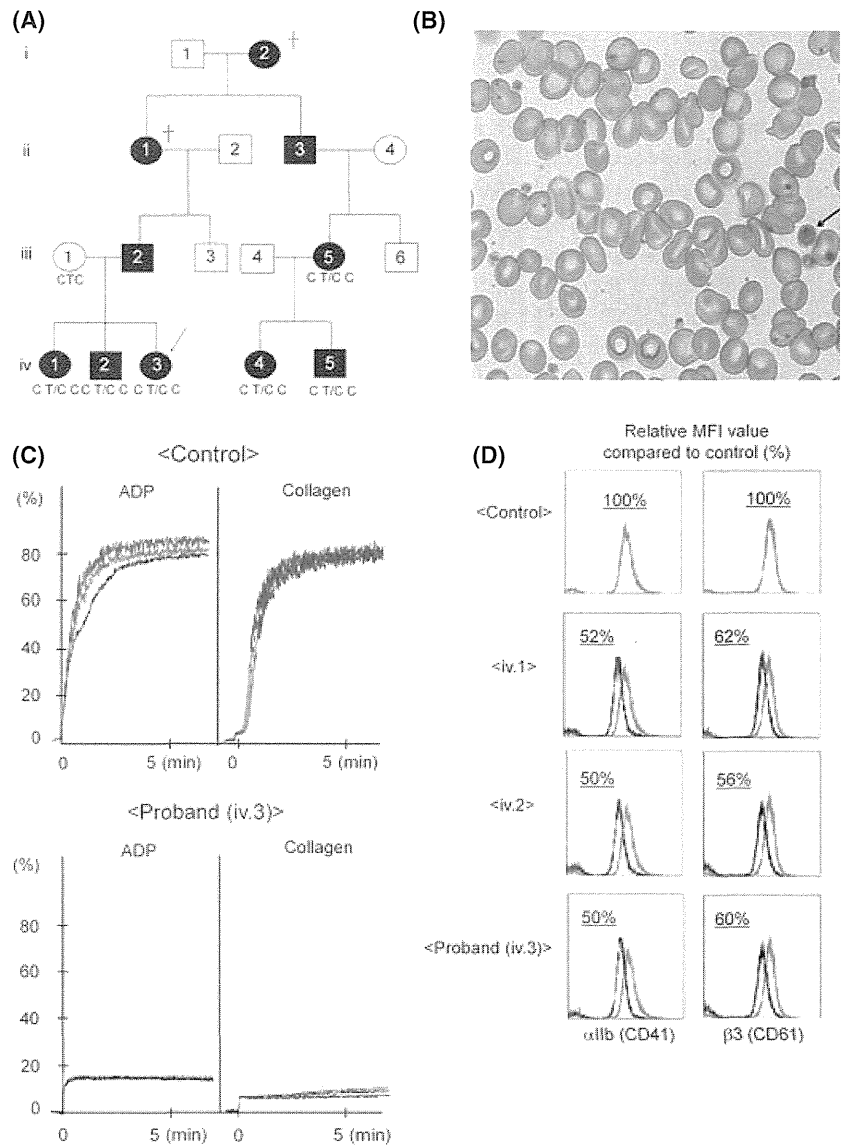 (A)
i
1 2 †
ii
1 † 2 3 4
iii
1 2 3 4 5 6
CTC C T/C C
iv
1 2 3 4 5
C T/C C C T/C C C T/C C C T/C C C T/C C
(B)
(C)
<Control>
ADP Collagen
(%)
80
60
40
20
0
0 5 (min) 0 5 (min)
<Proband (iv.3)>
ADP Collagen
(%)
80
60
40
20
0
0 5 (min) 0 5 (min)
(D)
Relative MFI value
compared to control (%)
<Control> 100% 100%
<iv.1> 52% 62%
<iv.2> 50% 56%
<Proband (iv.3)> 50% 60%
αIIb (CD41) β3 (CD61)